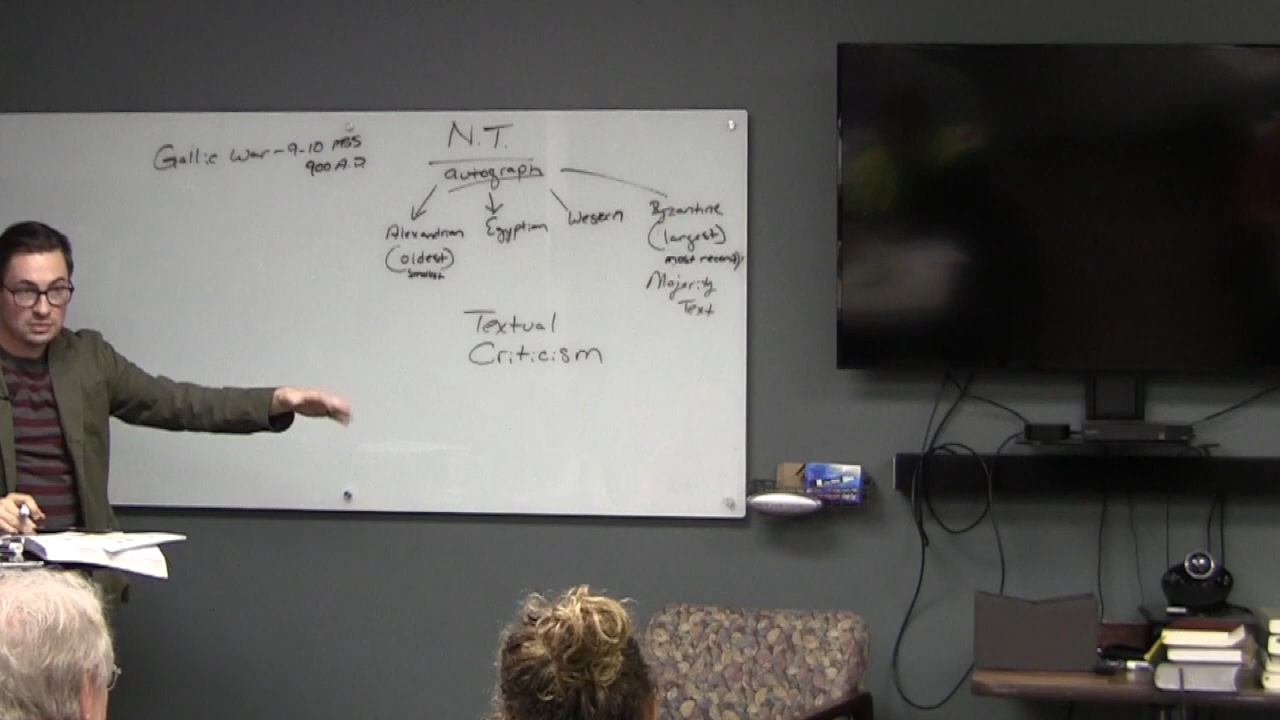 Gallic War - 9-10 MSS
900 A.D
N.T.
autograph
Alexandrian
(oldest)
smallest
Egyptian
Western
Byzantine
(largest)
most recent)
Majority
Text
Textual
Criticism